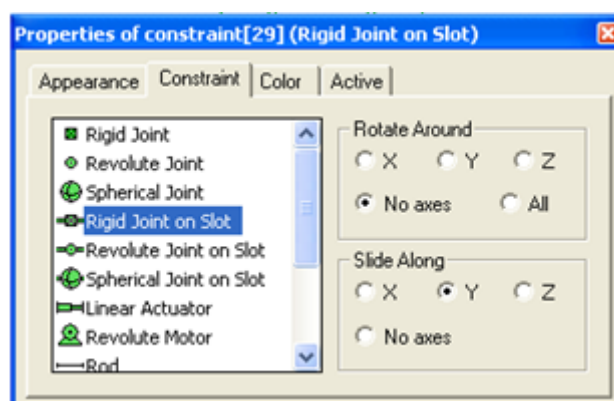 Properties of constraint[29] (Rigid Joint on Slot)
Appearance Constraint Color Active
Rigid Joint
Revolute Joint
Spherical Joint
Rigid Joint on Slot
Revolute Joint on Slot
Spherical Joint on Slot
Linear Actuator
Revolute Motor
Rod
Rotate Around
X Y Z
No axes All
Slide Along
X Y Z
No axes